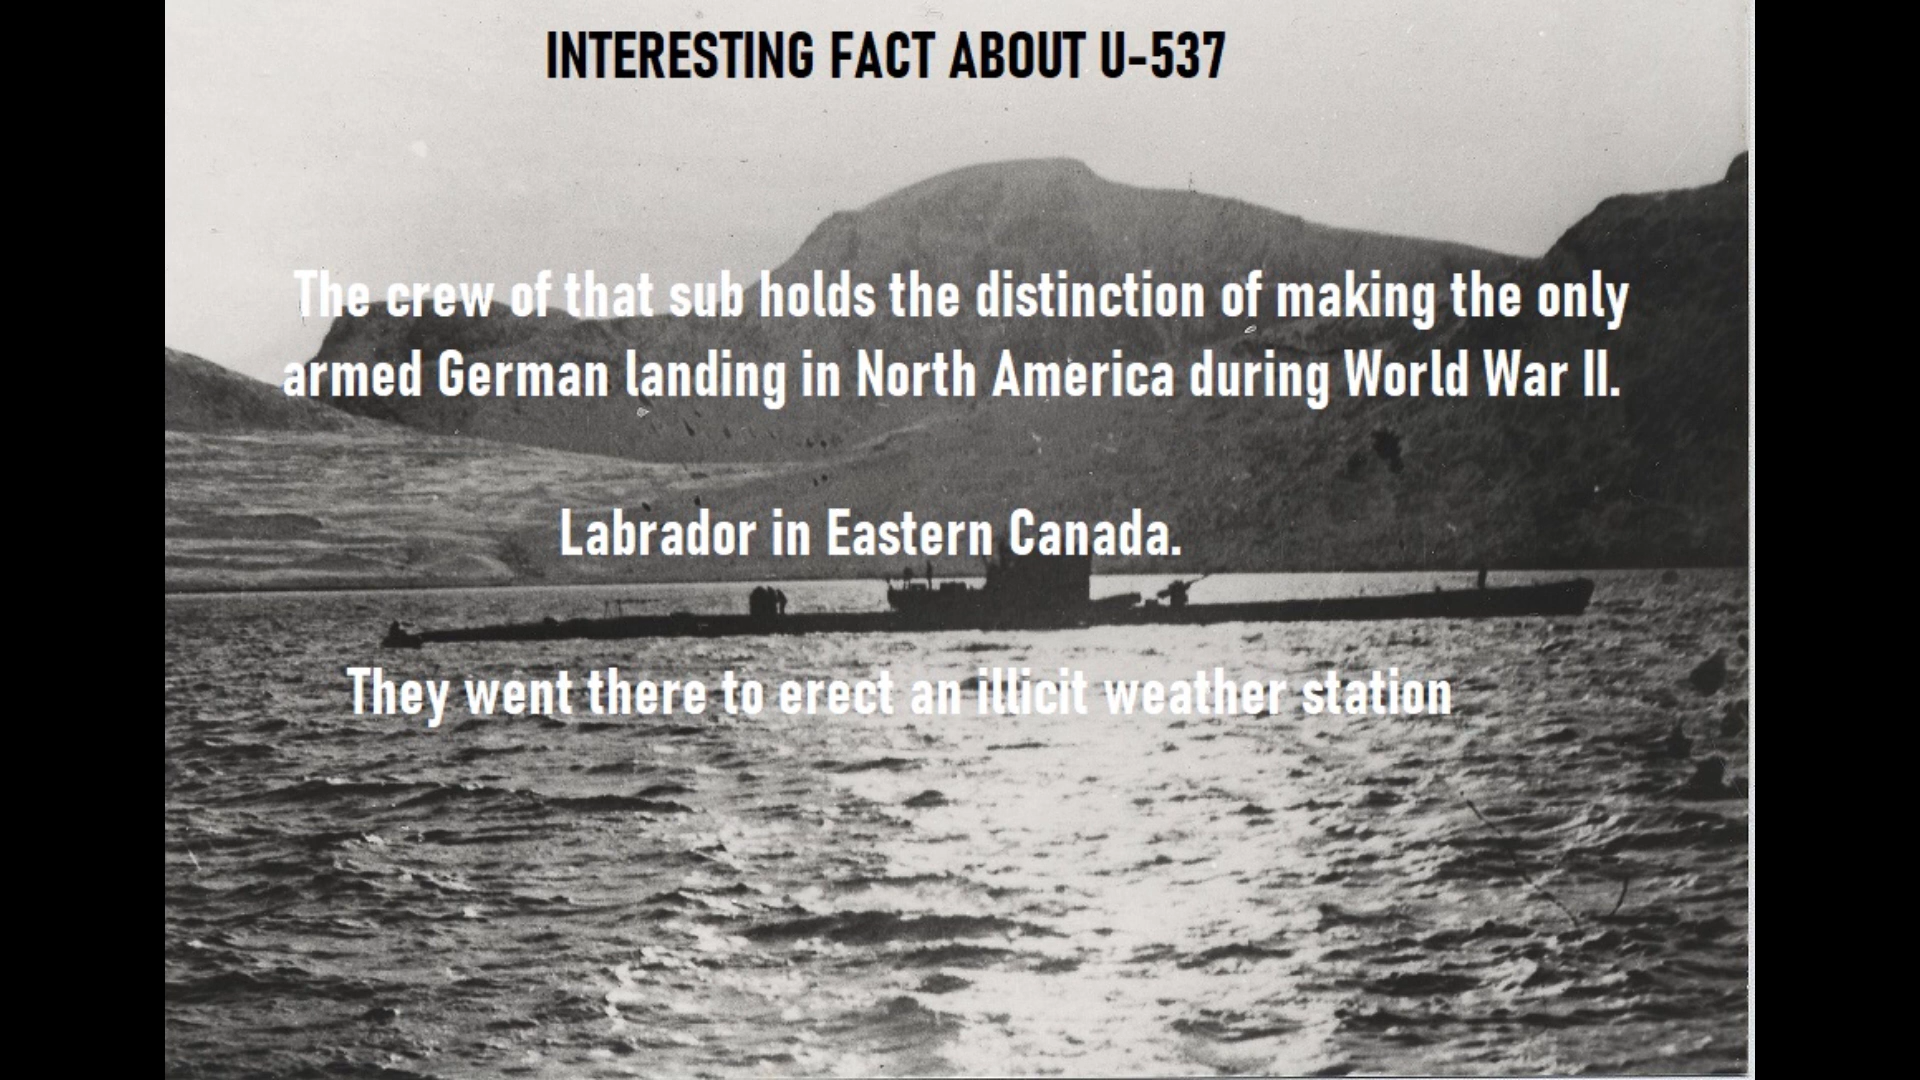 INTERESTING FACT ABOUT U-537
The crew of that sub holds the distinction of making the only
armed German landing in North America during World War II.
Labrador in Eastern Canada.
They went there to erect an illicit weather station